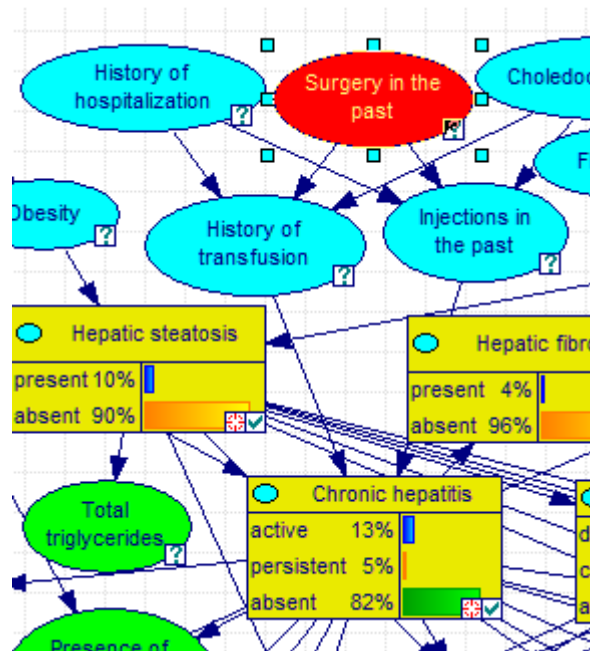 History of
hospitalization
?
Surgery in the
past
Choledoc
F
Obesity
?
History of
transfusion
?
Injections in
the past
?
Hepatic steatosis
present 10%
absent 90%
Hepatic fibro
present 4%
absent 96%
Total
triglycerides
?
Chronic hepatitis
active 13%
persistent 5%
absent 82%
d
c
a
Presence of